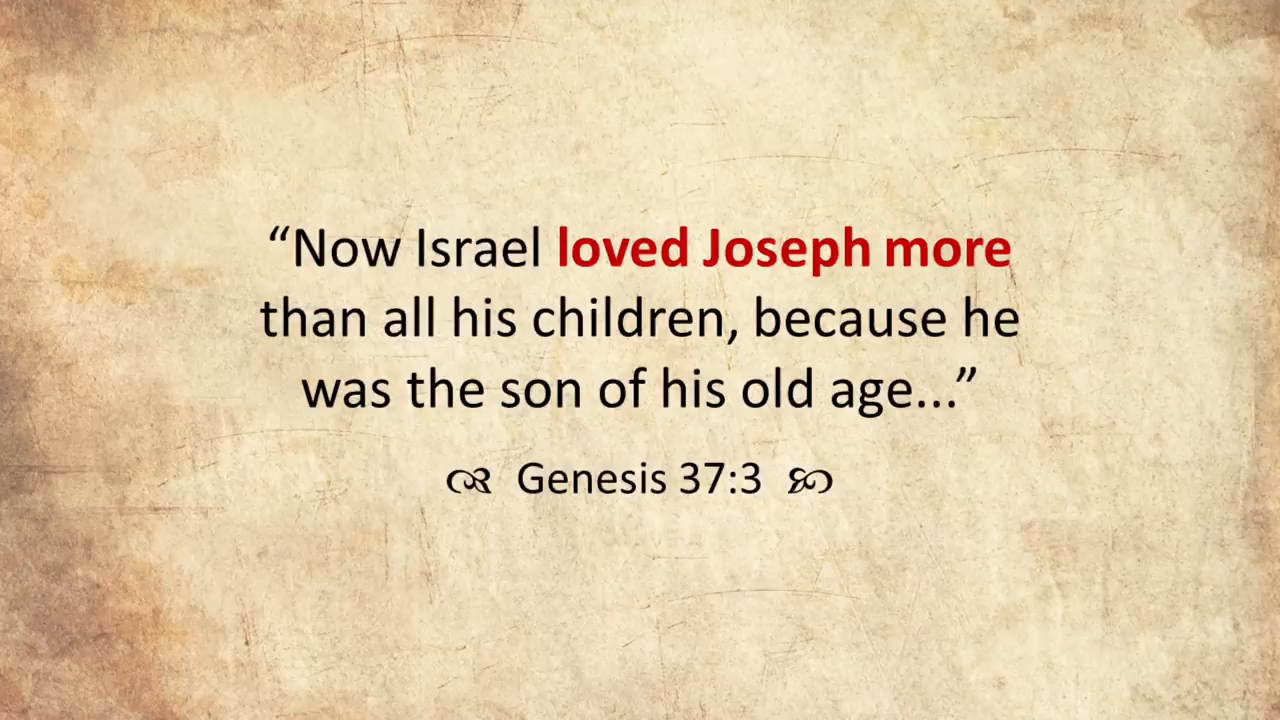 “Now Israel loved Joseph more
than all his children, because he
was the son of his old age...”
Genesis 37:3